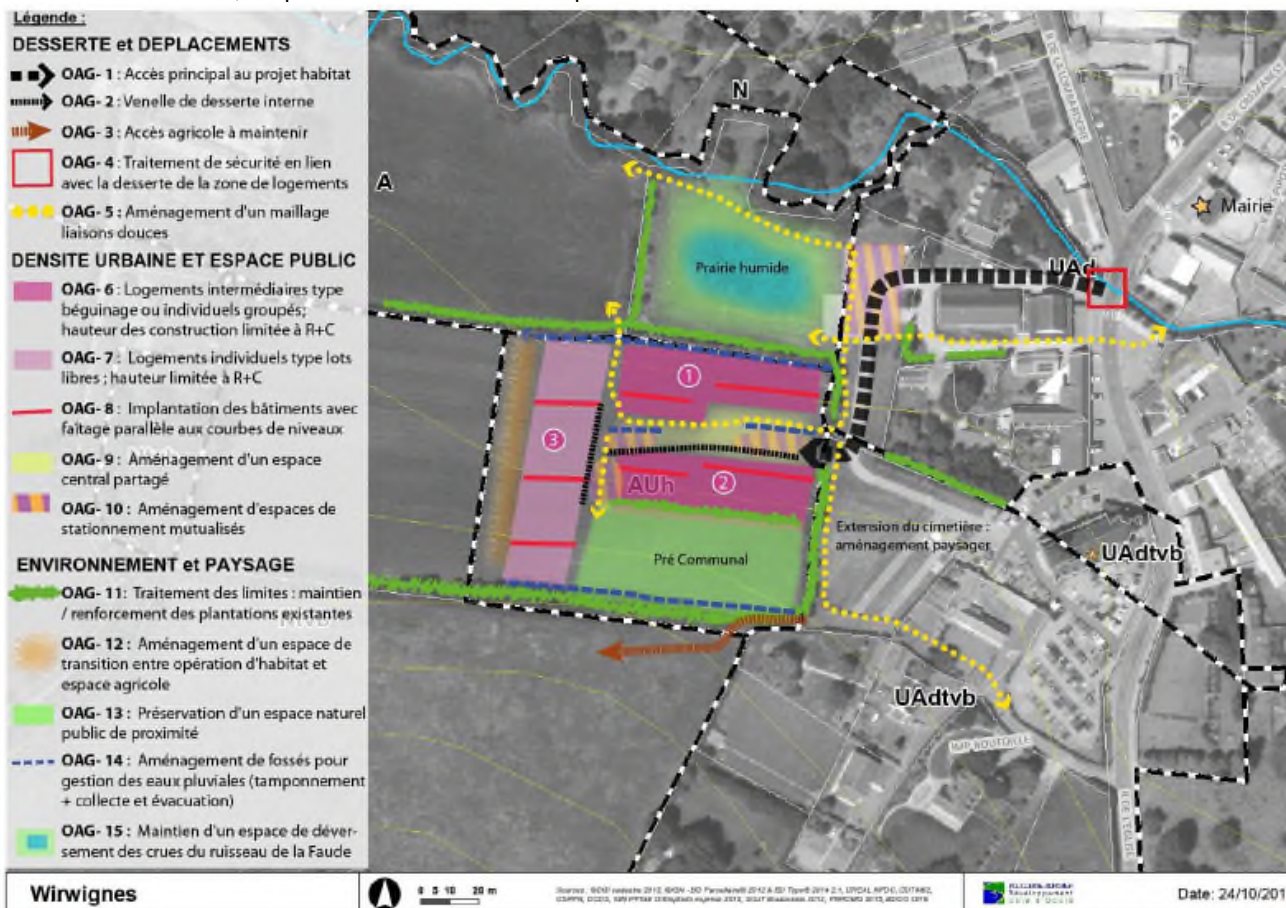 Légende :
DESSERTE et DEPLACEMENTS
OAG- 1 : Accès principal au projet habitat
OAG- 2 : Venelle de desserte interne
OAG- 3 : Accès agricole à maintenir
OAG- 4 : Traitement de sécurité en lien
avec la desserte de la zone de logements
OAG- 5 : Aménagement d'un maillage
liaisons douces
DENSITE URBAINE ET ESPACE PUBLIC
OAG- 6 : Logements intermédiaires type
béguinage ou individuels groupés;
hauteur des construction limitée à R+C
OAG- 7 : Logements individuels type lots
libres ; hauteur limitée à R+C
OAG- 8 : Implantation des bâtiments avec
faîtage parallèle aux courbes de niveaux
OAG- 9 : Aménagement d'un espace
central partagé
OAG- 10 : Aménagement d'espaces de
stationnement mutualisés
ENVIRONNEMENT et PAYSAGE
OAG- 11: Traitement des limites : maintien
/ renforcement des plantations existantes
OAG- 12 : Aménagement d'un espace de
transition entre opération d'habitat et
espace agricole
OAG- 13 : Préservation d'un espace naturel
public de proximité
OAG- 14 : Aménagement de fossés pour
gestion des eaux pluviales (tamponnement
+ collecte et évacuation)
OAG- 15 : Maintien d'un espace de déver-
sement des crues du ruisseau de la Faude
N
A
Mairie
UAd
Prairie humide
1
3
2
AUh
Pré Communal
Extension du cimetière :
aménagement paysager
UAdtvb
UAdtvb
IMP. BOUTOILLE
R DE L'EGLISE
Wirwignes
0 5 10 20 m
Date: 24/10/201